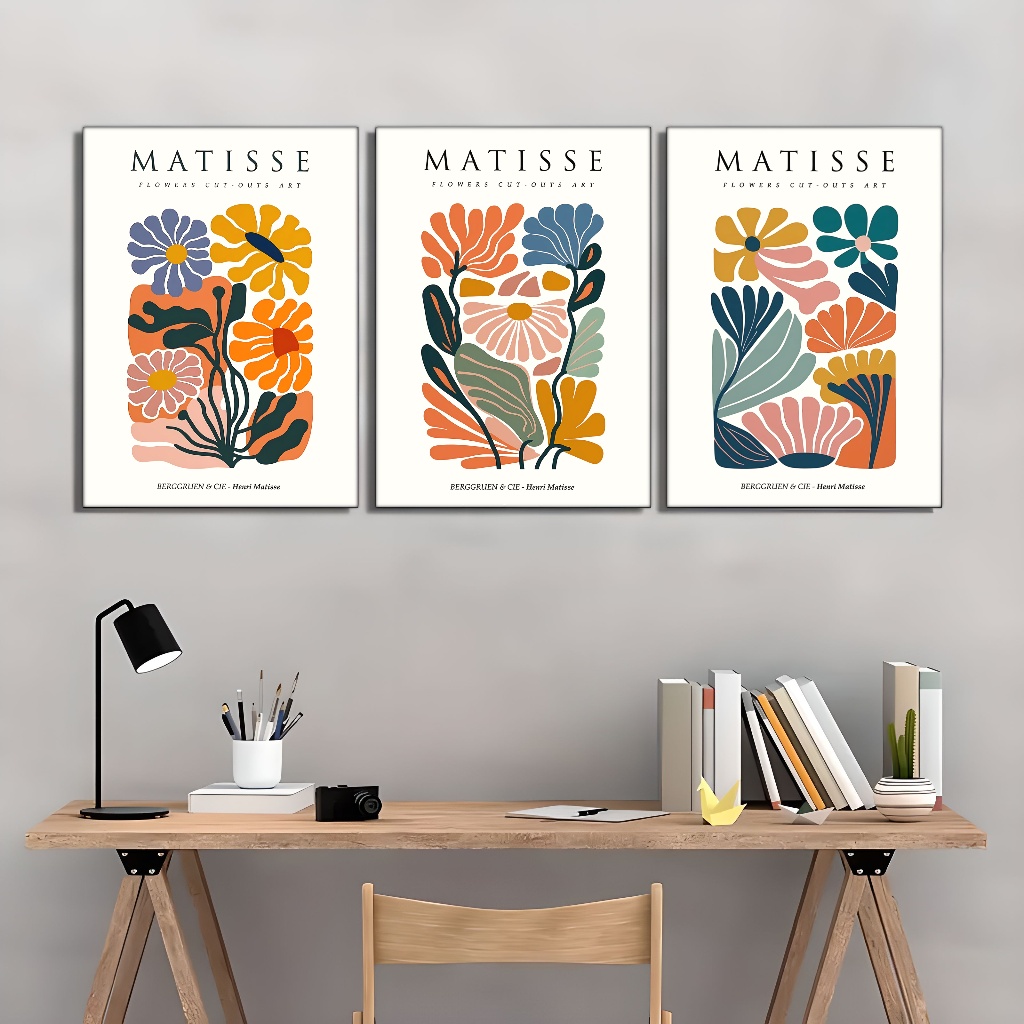 MATISSE
FLOWERS CUT-OUTS ART
BERGGRUEN & CIE - Henri Matisse
MATISSE
FLOWERS CUT-OUTS ART
BERGGRUEN & CIE - Henri Matisse
MATISSE
FLOWERS CUT-OUTS ART
BERGGRUEN & CIE - Henri Matisse